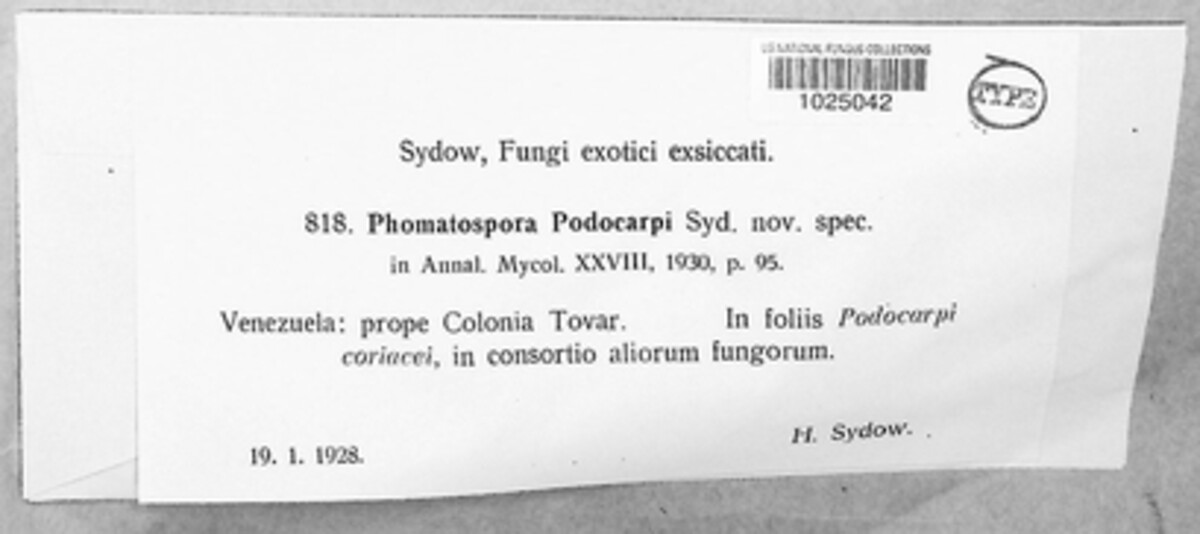 US NATIONAL FUNGUS COLLECTIONS
1025042
TYPE
Sydow, Fungi exotici exsiccati.
818. Phomatospora Podocarpi Syd. nov. spec.
in Annal. Mycol. XXVIII, 1930, p. 95.
Venezuela: prope Colonia Tovar. In foliis Podocarpi
coriacei, in consortio aliorum fungorum.
H. Sydow.
19. 1. 1928.